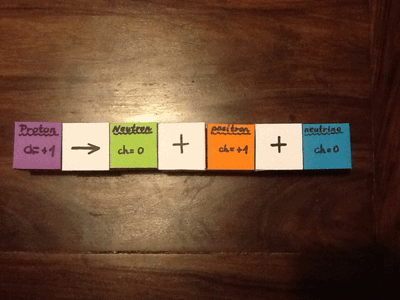 Proton → Neutron + positron + neutrino
ch=+1 ch=0 ch=+1 ch=0